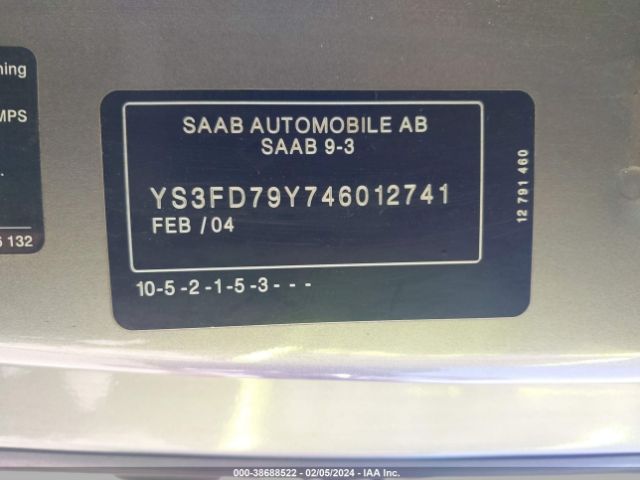 ning
MPS
6 132
SAAB AUTOMOBILE AB
SAAB 9-3
YS3FD79Y746012741
FEB / 04
10-5 -2 -1 -5 -3 - - -
12 791 460
000-38688522 - 02/05/2024 - IAA Inc.